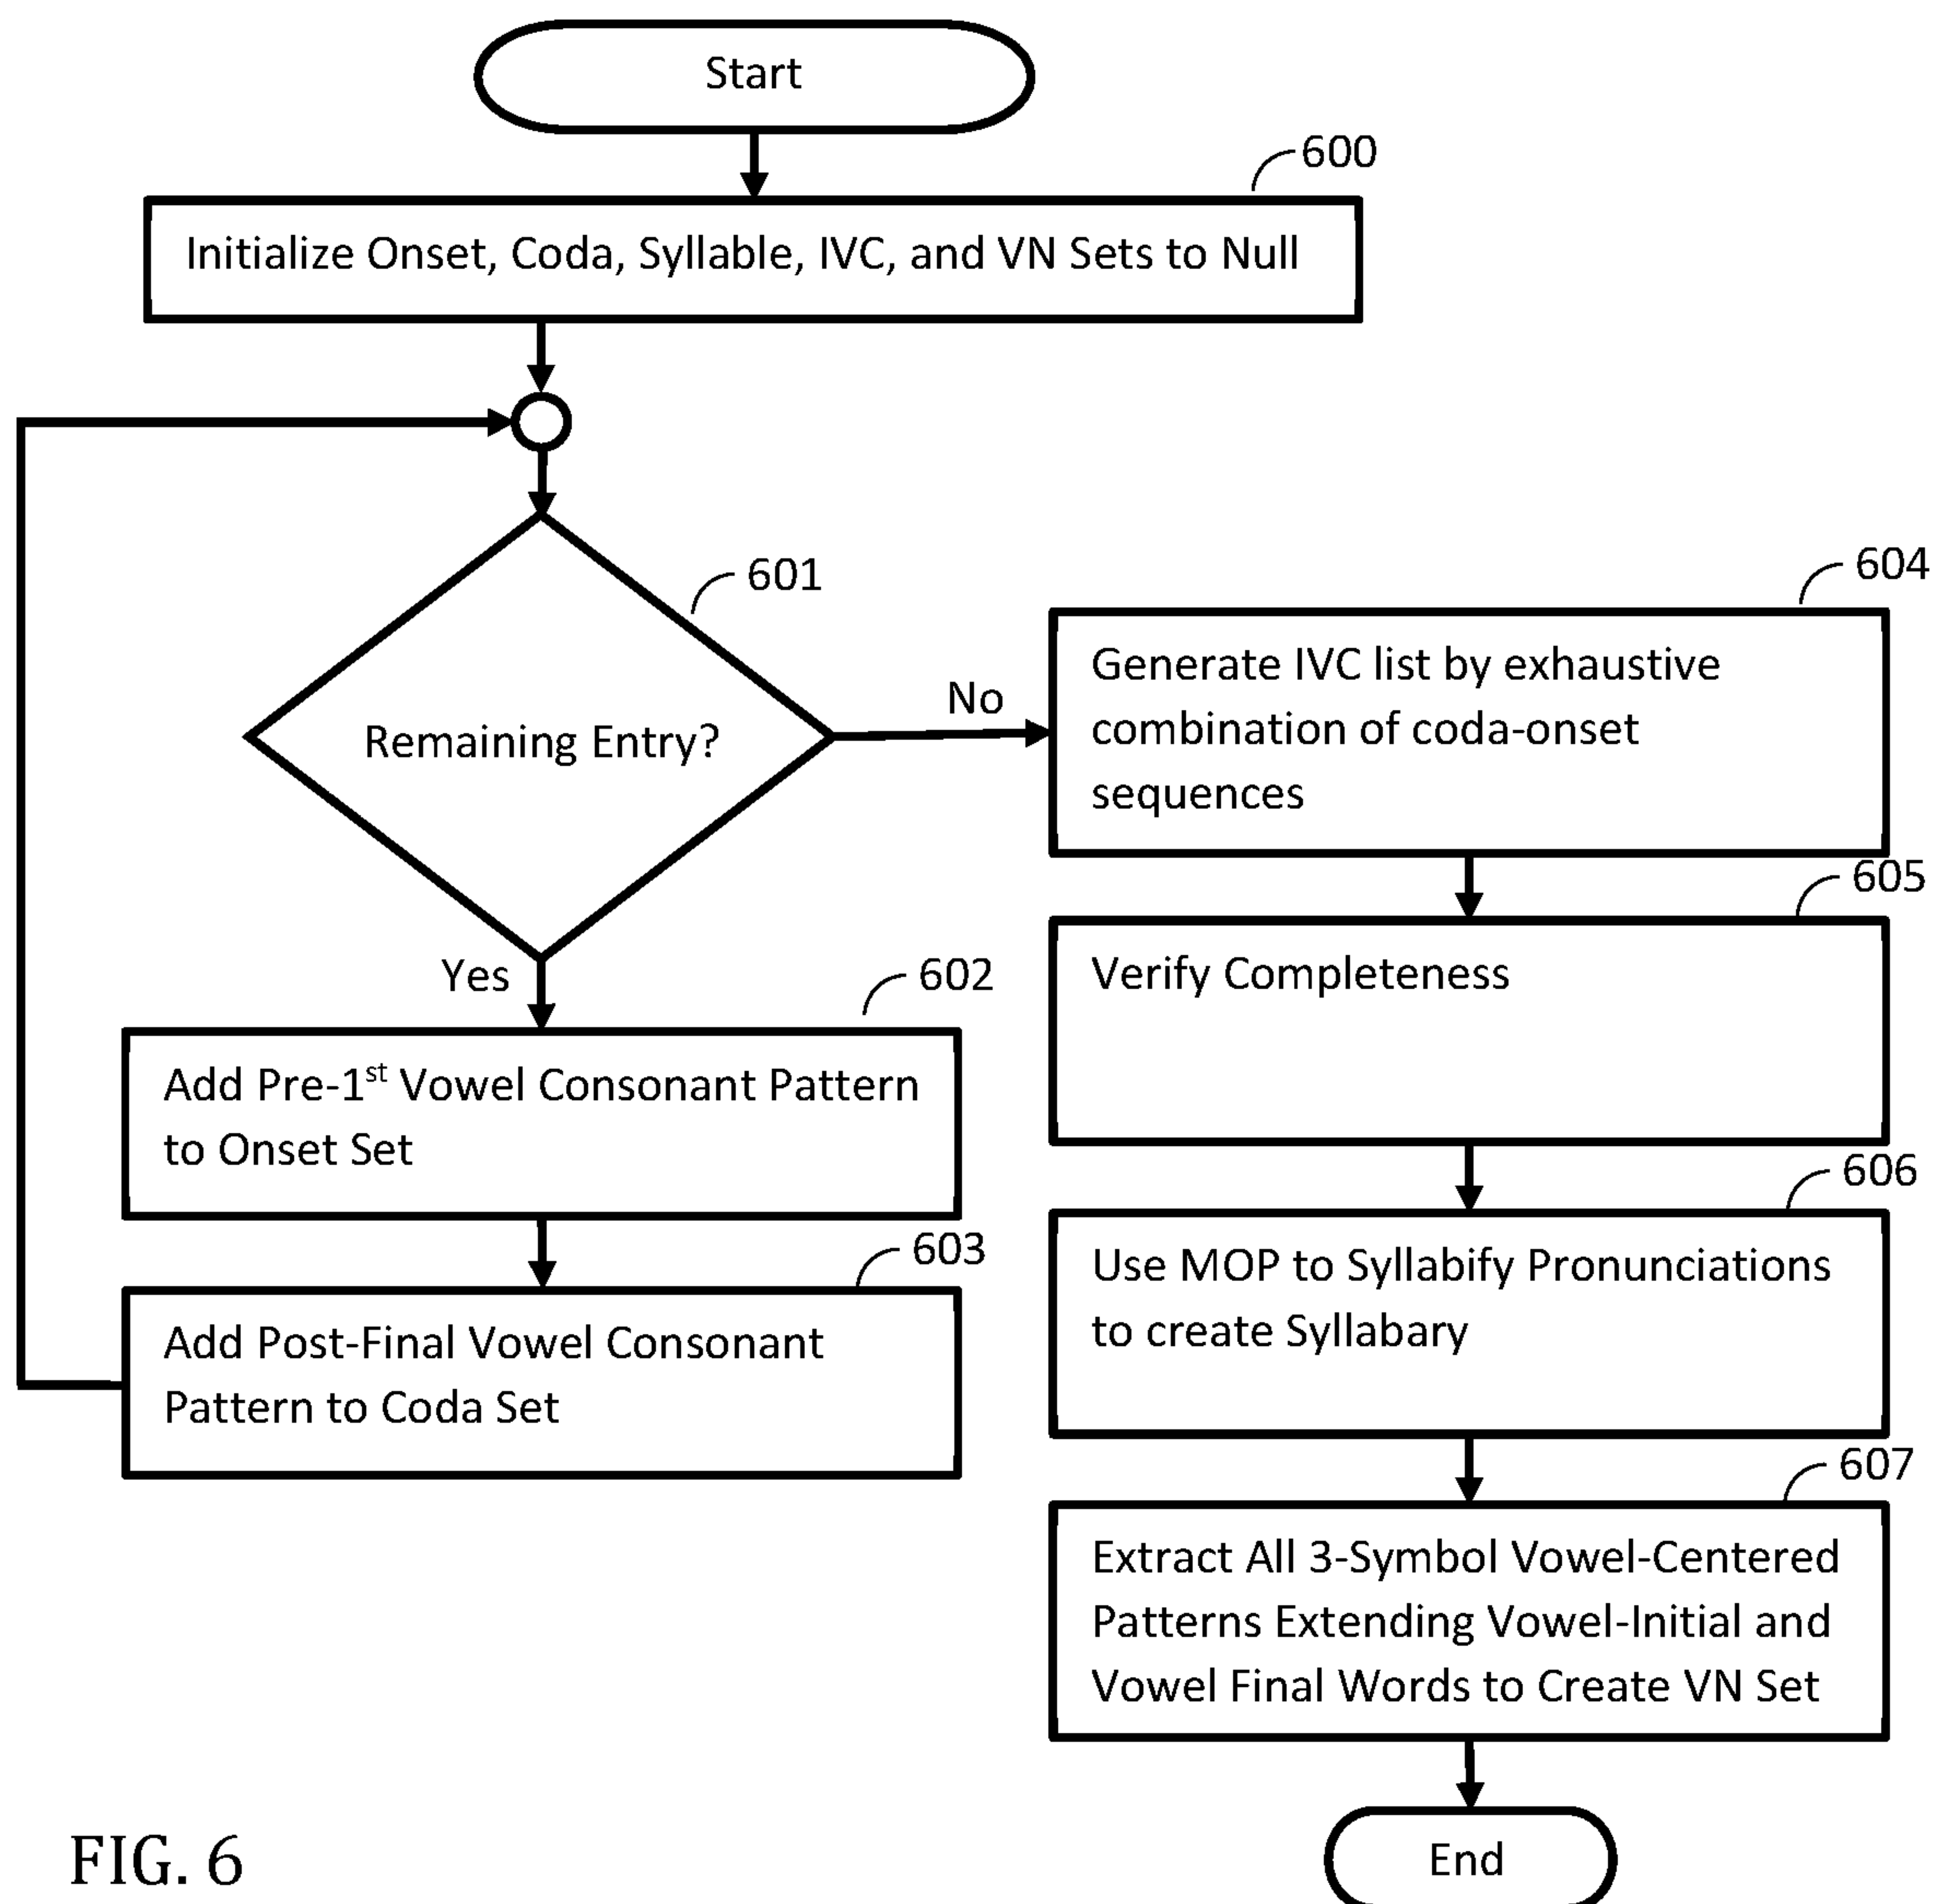 Start
600
Initialize Onset, Coda, Syllable, IVC, and VN Sets to Null
601
Remaining Entry?
No
Yes
602
Add Pre-1st Vowel Consonant Pattern
to Onset Set
603
Add Post-Final Vowel Consonant
Pattern to Coda Set
604
Generate IVC list by exhaustive
combination of coda-onset
sequences
605
Verify Completeness
606
Use MOP to Syllabify Pronunciations
to create Syllabary
607
Extract All 3-Symbol Vowel-Centered
Patterns Extending Vowel-Initial and
Vowel Final Words to Create VN Set
End
FIG. 6